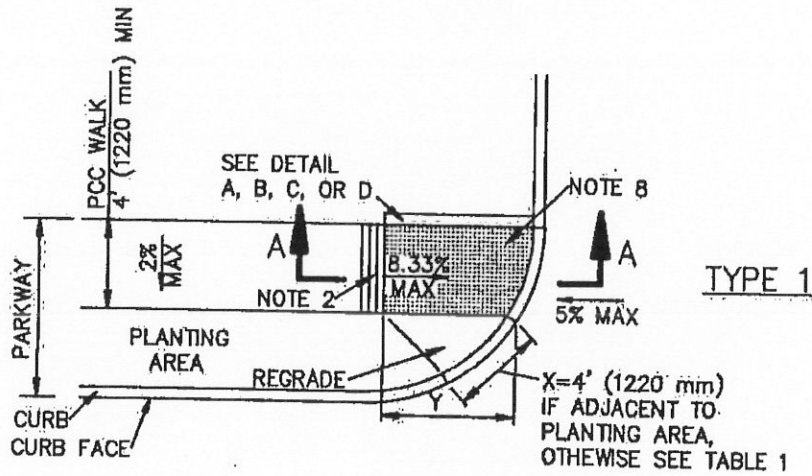 PCC WALK
4' (1220 mm) MIN
SEE DETAIL
A, B, C, OR D
NOTE 8
A
A
2%
MAX
8.33%
MAX
NOTE 2
TYPE 1
5% MAX
PARKWAY
PLANTING
AREA
REGRADE
Y
X=4' (1220 mm)
IF ADJACENT TO
PLANTING AREA,
OTHEWISE SEE TABLE 1
CURB
CURB FACE